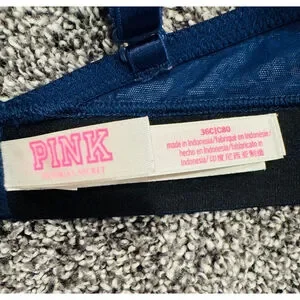 PINK
VICTORIA'S SECRET
36C|C80
made in Indonesia/fabriqué en Indonésie/
hecho en Indonesia/fabricado na
Indonésia/印度尼西亚制造